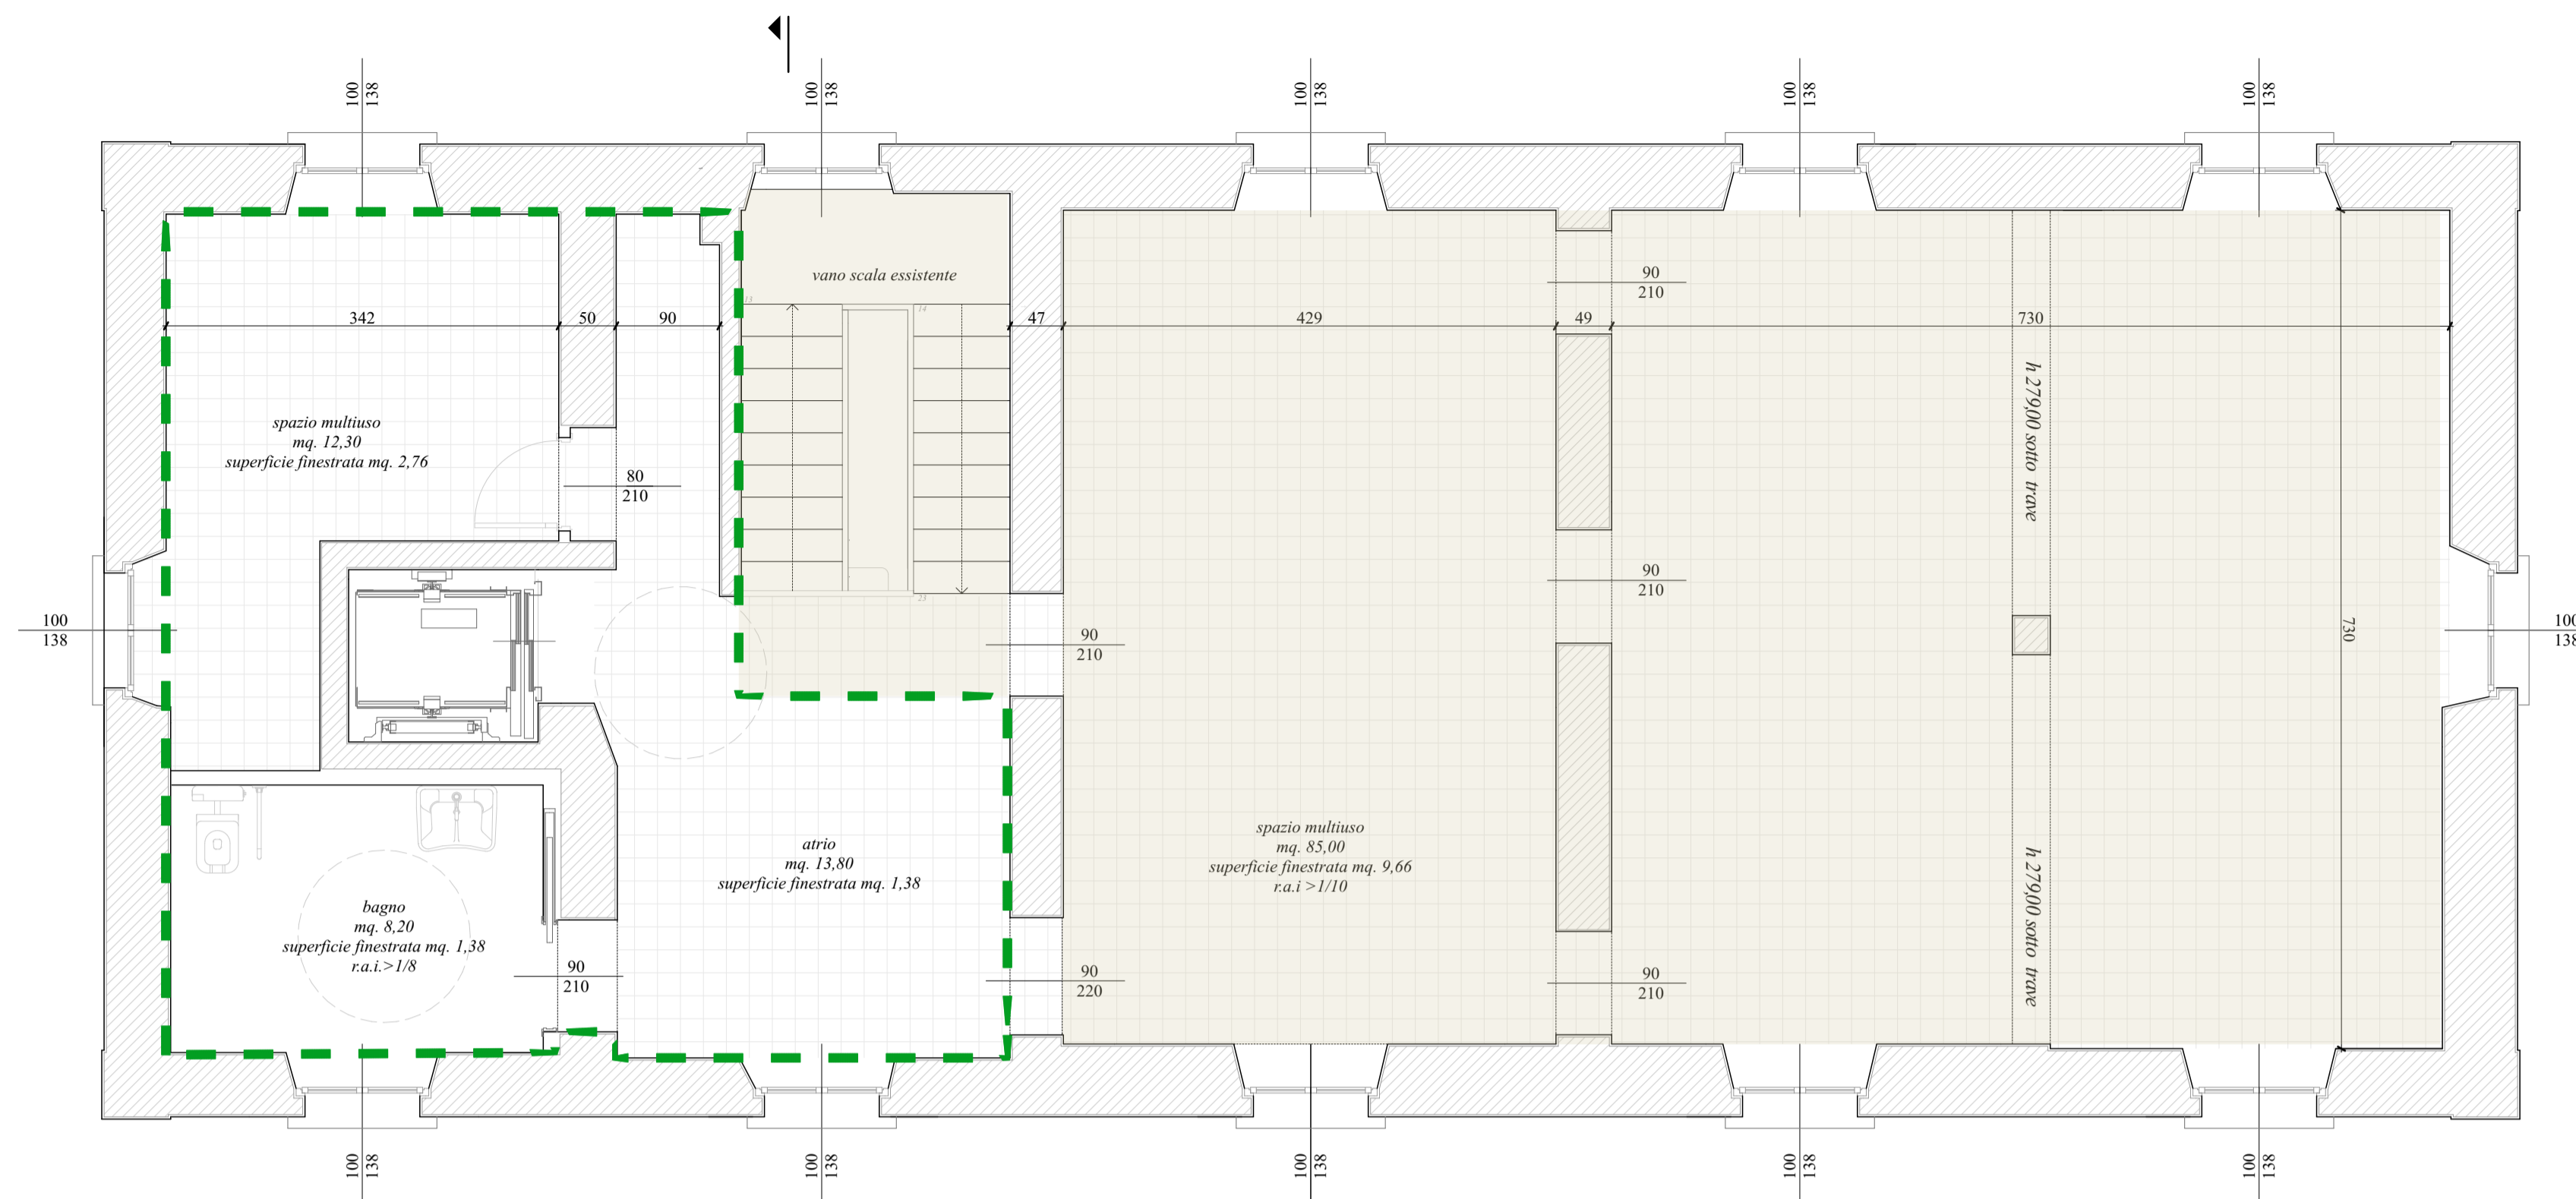 100
138
100
138
100
138
100
138
100
138
vano scala essistente
13
14
90
210
342
50
90
47
429
49
730
h 279,00 sotto trave
spazio multiuso
mq. 12,30
superficie finestrata mq. 2,76
80
210
90
210
23
100
138
90
210
730
100
138
spazio multiuso
mq. 85,00
superficie finestrata mq. 9,66
r.a.i >1/10
atrio
mq. 13,80
superficie finestrata mq. 1,38
h 279,00 sotto trave
bagno
mq. 8,20
superficie finestrata mq. 1,38
r.a.i.>1/8
90
210
90
220
90
210
100
138
100
138
100
138
100
138
100
138